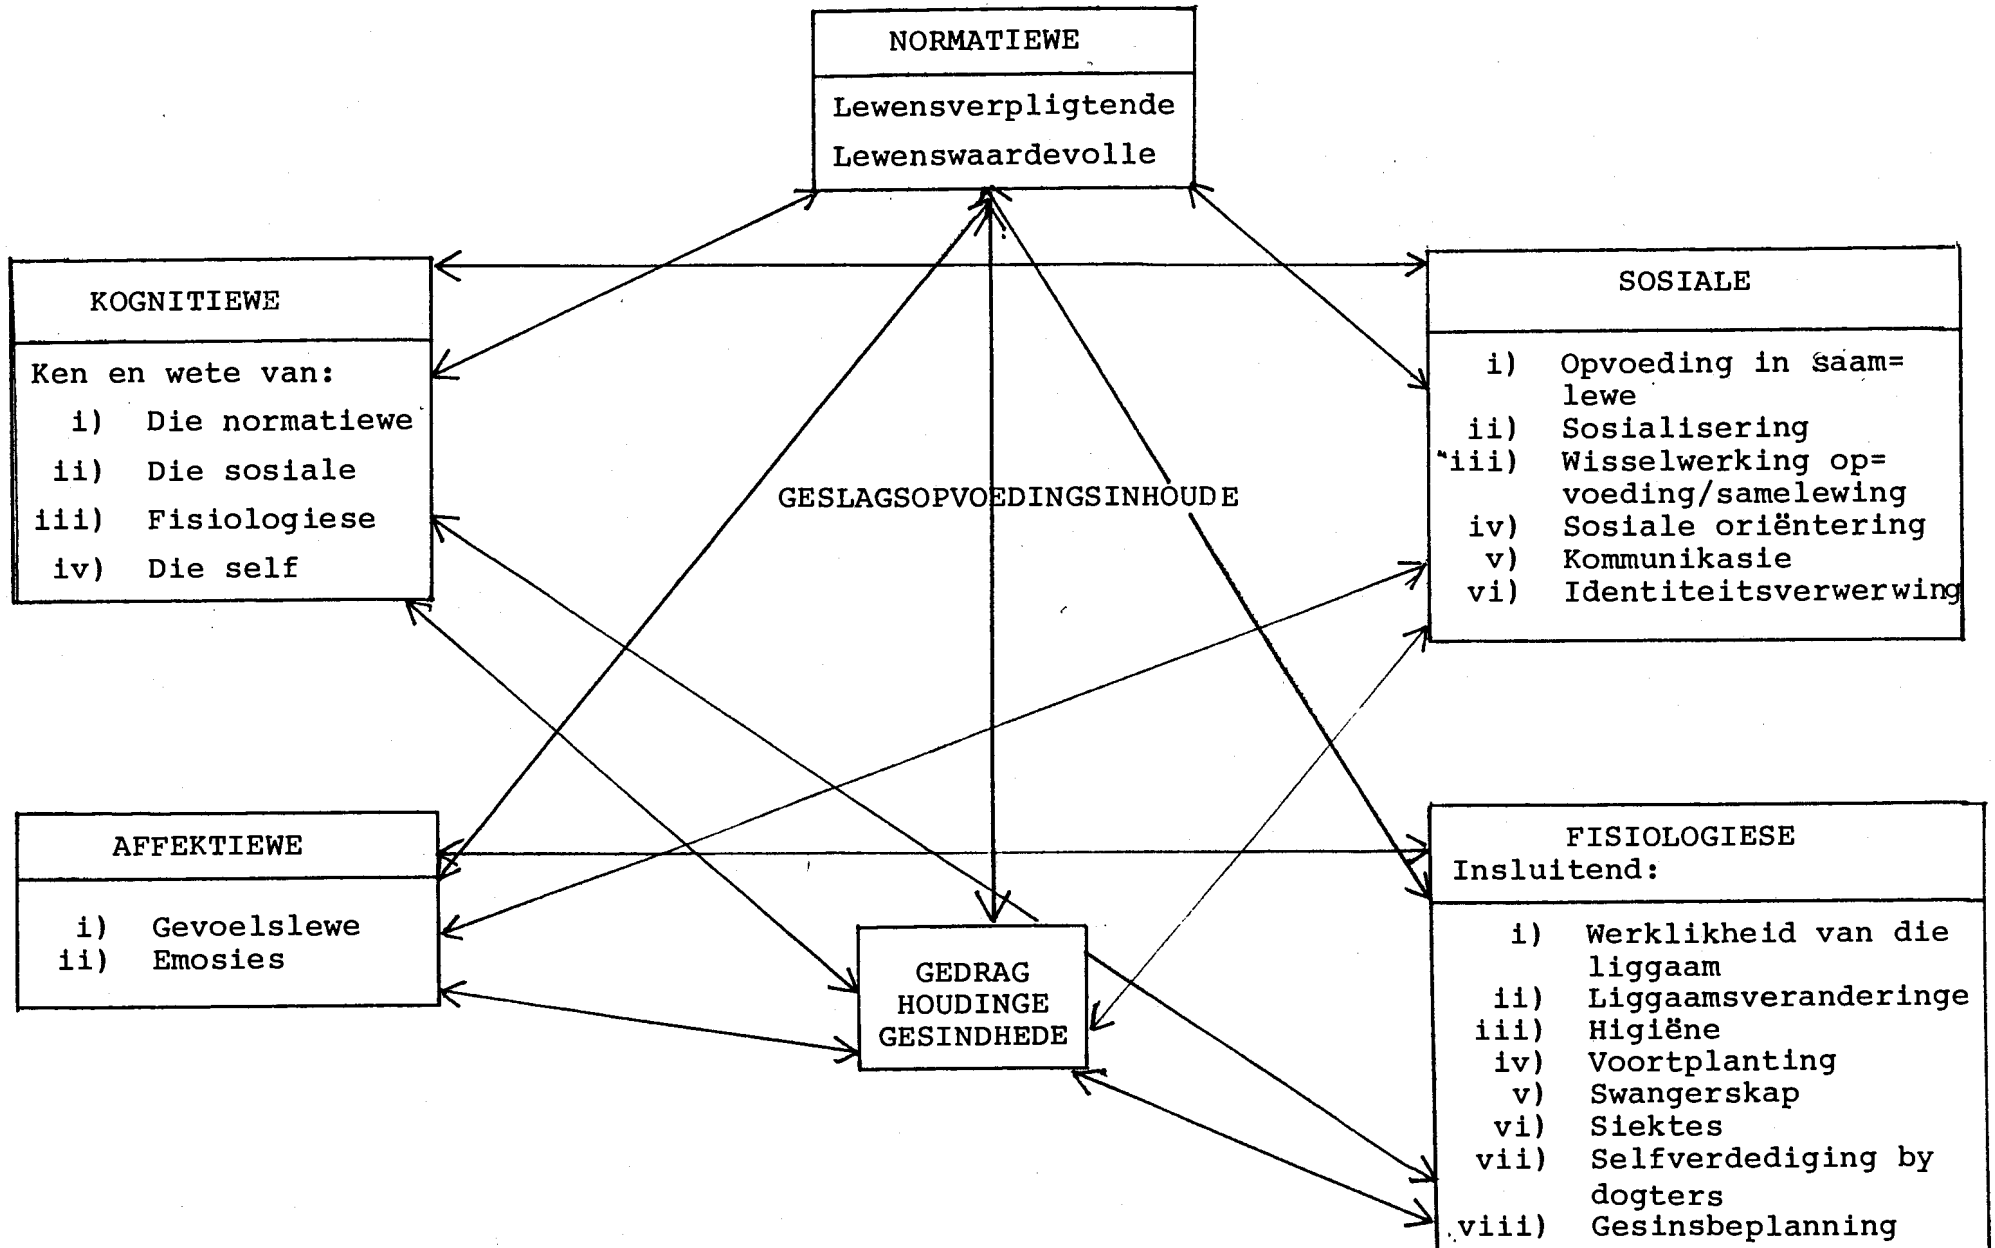 NORMATIEWE
Lewensverpligtende
Lewenswaardevolle
KOGNITIEWE
Ken en wete van:
i) Die normatiewe
ii) Die sosiale
iii) Fisiologiese
iv) Die self
SOSIALE
i) Opvoeding in saam=
lewe
ii) Sosialisering
iii) Wisselwerking op=
voeding/samelewing
iv) Sosiale oriëntering
v) Kommunikasie
vi) Identiteitsverwerwing
GESLAGSOPVOEDINGSINHOUDE
AFFEKTIEWE
i) Gevoelslewe
ii) Emosies
GEDRAG
HOUDINGE
GESINDHEDE
FISIOLOGIESE
Insluitend:
i) Werklikheid van die
liggaam
ii) Liggaamsveranderinge
iii) Higiëne
iv) Voortplanting
v) Swangerskap
vi) Siektes
vii) Selfverdediging by
dogters
viii) Gesinsbeplanning